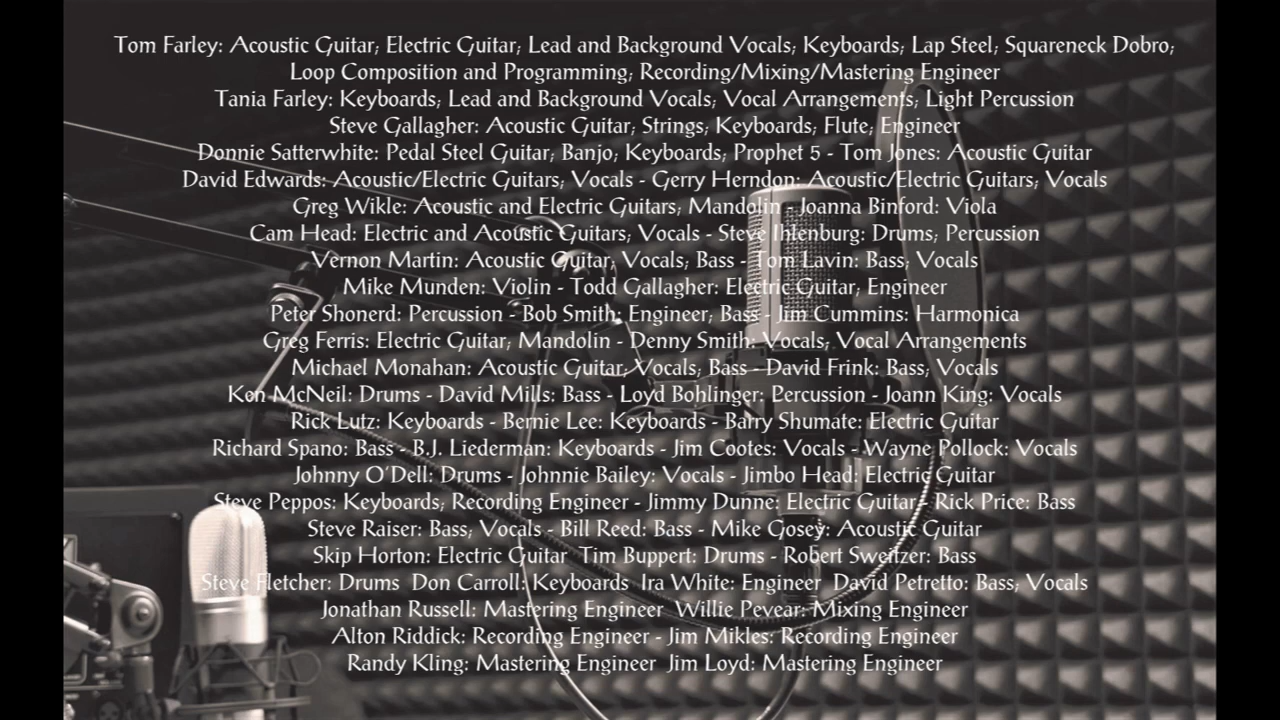 Tom Farley: Acoustic Guitar; Electric Guitar; Lead and Background Vocals; Keyboards; Lap Steel; Squareneck Dobro;
Loop Composition and Programming; Recording/Mixing/Mastering Engineer
Tania Farley: Keyboards; Lead and Background Vocals; Vocal Arrangements; Light Percussion
Steve Gallagher: Acoustic Guitar; Strings; Keyboards; Flute; Engineer
Donnie Satterwhite: Pedal Steel Guitar; Banjo; Keyboards; Prophet 5 - Tom Jones: Acoustic Guitar
David Edwards: Acoustic/Electric Guitars; Vocals - Gerry Herndon: Acoustic/Electric Guitars; Vocals
Greg Wikle: Acoustic and Electric Guitars; Mandolin - Joanna Binford: Viola
Cam Head: Electric and Acoustic Guitars; Vocals - Steve Ihlenburg: Drums; Percussion
Vernon Martin: Acoustic Guitar; Vocals; Bass - Tom Lavin: Bass; Vocals
Mike Munden: Violin - Todd Gallagher: Electric Guitar; Engineer
Peter Shonerd: Percussion - Bob Smith: Engineer; Bass - Jim Cummins: Harmonica
Greg Ferris: Electric Guitar; Mandolin - Denny Smith: Vocals; Vocal Arrangements
Michael Monahan: Acoustic Guitar; Vocals; Bass - David Frink: Bass; Vocals
Ken McNeil: Drums - David Mills: Bass - Loyd Bohlinger: Percussion - Joann King: Vocals
Rick Lutz: Keyboards - Bernie Lee: Keyboards - Barry Shumate: Electric Guitar
Richard Spano: Bass - B.J. Liederman: Keyboards - Jim Cootes: Vocals - Wayne Pollock: Vocals
Johnny O'Dell: Drums - Johnnie Bailey: Vocals - Jimbo Head: Electric Guitar
Steve Peppos: Keyboards; Recording Engineer - Jimmy Dunne: Electric Guitar - Rick Price: Bass
Steve Raiser: Bass; Vocals - Bill Reed: Bass - Mike Gosey: Acoustic Guitar
Skip Horton: Electric Guitar  Tim Buppert: Drums - Robert Sweitzer: Bass
Steve Fletcher: Drums  Don Carroll: Keyboards  Ira White: Engineer  David Petretto: Bass; Vocals
Jonathan Russell: Mastering Engineer  Willie Pevear: Mixing Engineer
Alton Riddick: Recording Engineer - Jim Mikles: Recording Engineer
Randy Kling: Mastering Engineer  Jim Loyd: Mastering Engineer